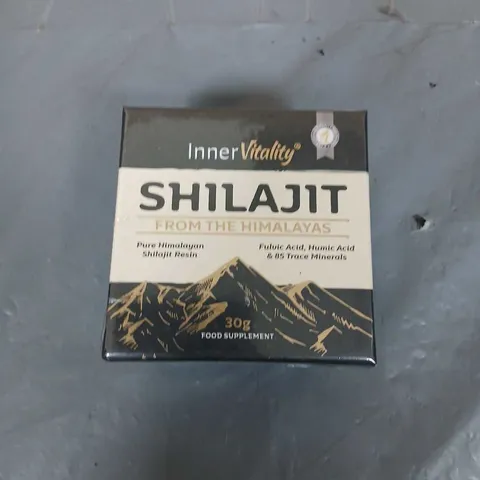 InnerVitality®
SHILAJIT
FROM THE HIMALAYAS
Pure Himalayan
Shilajit Resin
Fulvic Acid, Humic Acid
& 85 Trace Minerals
30g
FOOD SUPPLEMENT